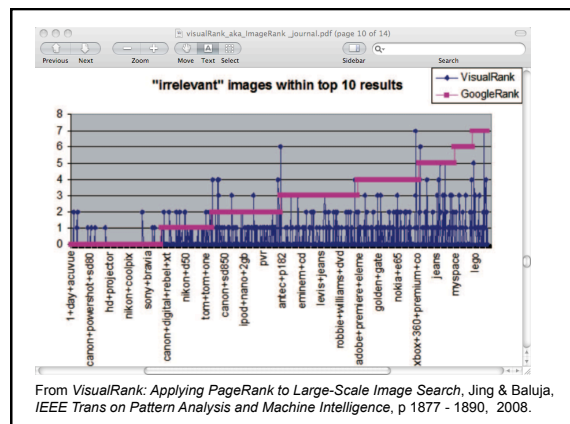 visualRank_aka_ImageRank _journal.pdf (page 10 of 14)
Previous Next Zoom Move Text Select Sidebar Search
"irrelevant" images within top 10 results
VisualRank
GoogleRank
8
7
6
5
4
3
2
1
0
1+day+acuvue
canon+powershot+sd80
hd+projector
nikon+coolpix
sony+bravia
canon+digital+rebel+xt
nikon+d50
tom+tom+one
canon+sd850
ipod+nano+2gb
pvr
antec+p182
eminem+cd
levis+jeans
robbie+williams+dvd
adobe+premiere+eleme
golden+gate
nokia+e65
xbox+360+premium+co
jeans
myspace
lego
From VisualRank: Applying PageRank to Large-Scale Image Search, Jing & Baluja,
IEEE Trans on Pattern Analysis and Machine Intelligence, p 1877 - 1890, 2008.